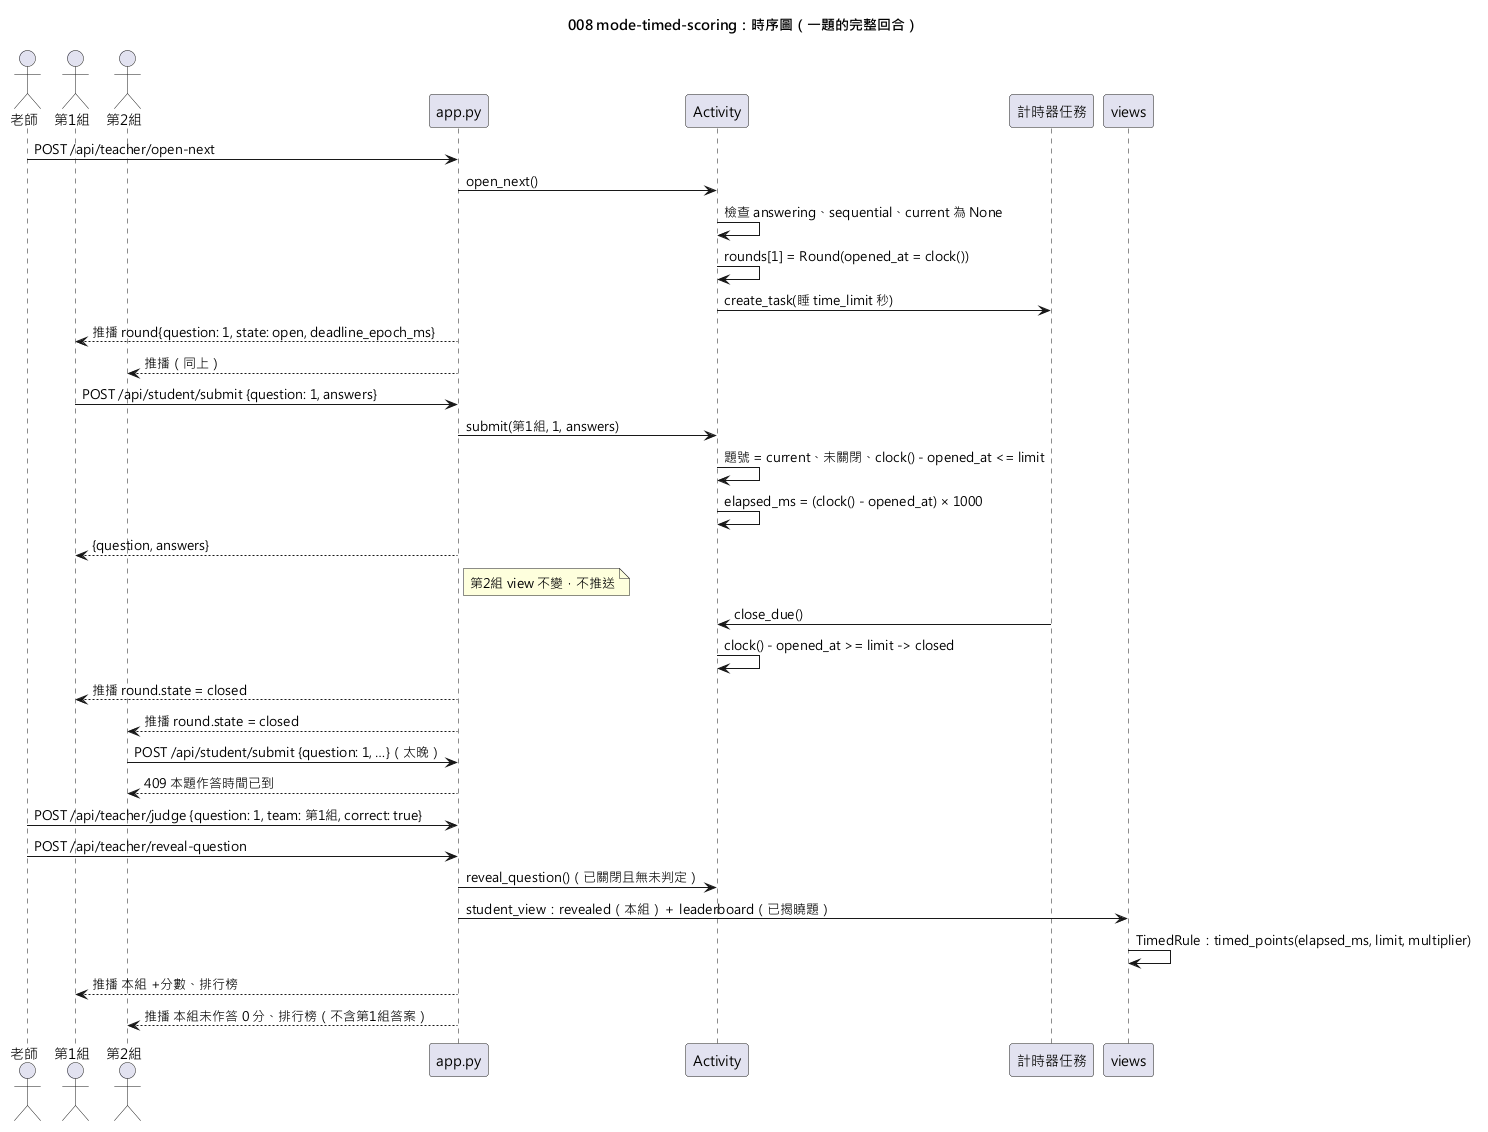 008 mode-timed-scoring：時序圖（一題的完整回合）
老師 第1組 第2組 app.py Activity 計時器任務 views
POST /api/teacher/open-next
open_next()
檢查 answering、sequential、current 為 None
rounds[1] = Round(opened_at = clock())
create_task(睡 time_limit 秒)
推播 round{question: 1, state: open, deadline_epoch_ms}
推播（同上）
POST /api/student/submit {question: 1, answers}
submit(第1組, 1, answers)
題號 = current、未關閉、clock() - opened_at <= limit
elapsed_ms = (clock() - opened_at) × 1000
{question, answers}
第2組 view 不變，不推送
close_due()
clock() - opened_at >= limit -> closed
推播 round.state = closed
推播 round.state = closed
POST /api/student/submit {question: 1, ...}（太晚）
409 本題作答時間已到
POST /api/teacher/judge {question: 1, team: 第1組, correct: true}
POST /api/teacher/reveal-question
reveal_question()（已關閉且無未判定）
student_view：revealed（本組）+ leaderboard（已揭曉題）
TimedRule：timed_points(elapsed_ms, limit, multiplier)
推播 本組 +分數、排行榜
推播 本組未作答 0 分、排行榜（不含第1組答案）
老師 第1組 第2組 app.py Activity 計時器任務 views